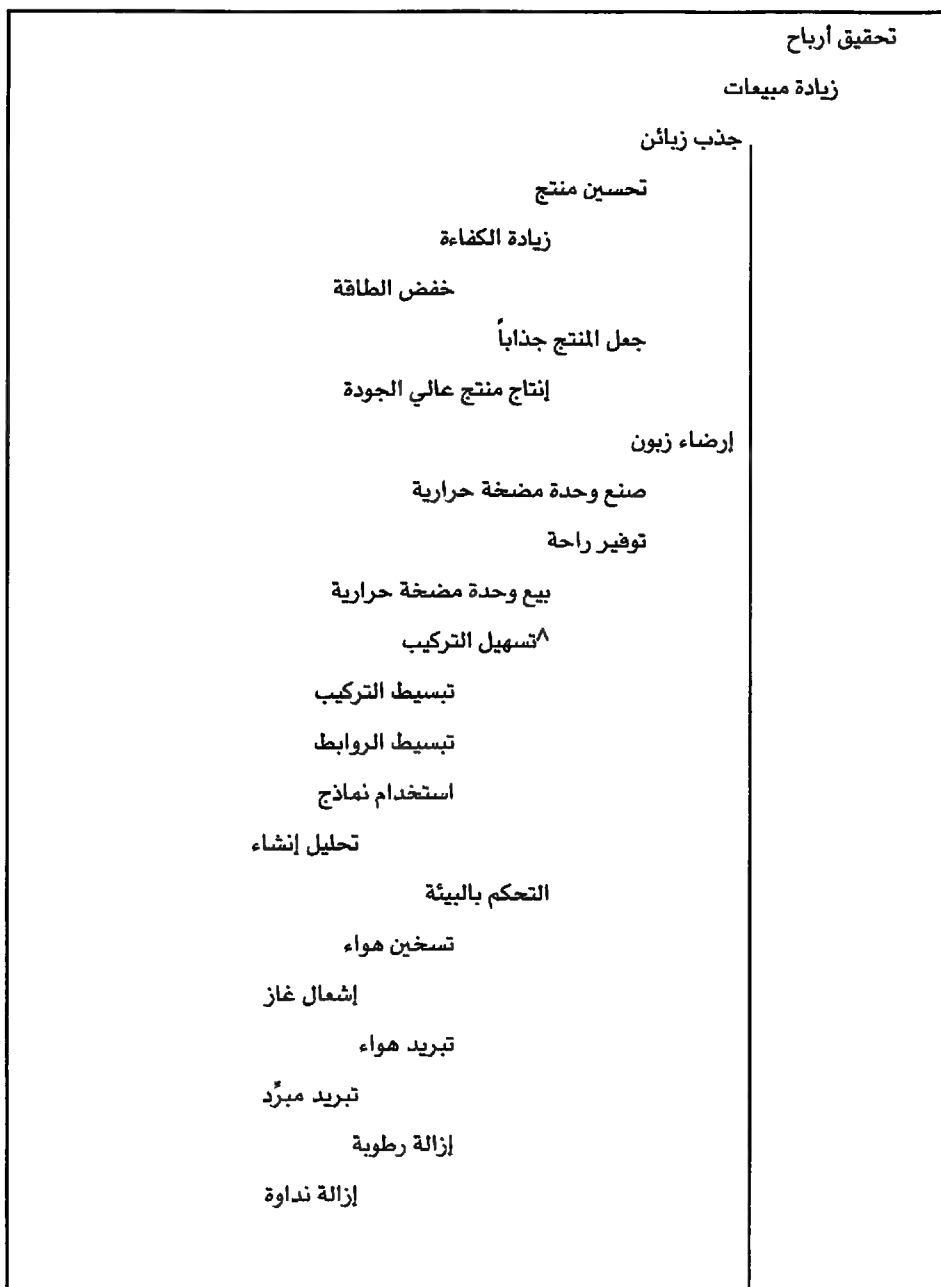 تحقيق أرباح
زيادة مبيعات
جذب زبائن
تحسين منتج
زيادة الكفاءة
خفض الطاقة
جعل المنتج جذاباً
إنتاج منتج عالي الجودة
إرضاء زبون
صنع وحدة مضخة حرارية
توفير راحة
بيع وحدة مضخة حرارية
^تسهيل التركيب
تبسيط التركيب
تبسيط الروابط
استخدام نماذج
تحليل إنشاء
التحكم بالبيئة
تسخين هواء
إشعال غاز
تبريد هواء
تبريد مبرِّد
إزالة رطوبة
إزالة نداوة